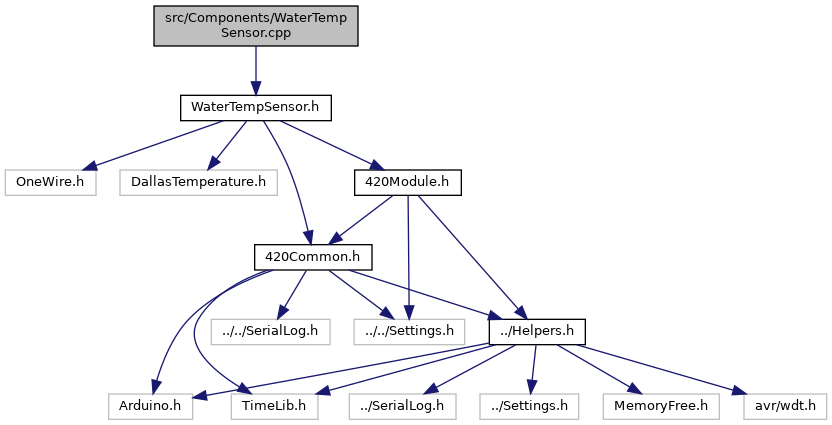 src/Components/WaterTemp
Sensor.cpp
WaterTempSensor.h
OneWire.h
DallasTemperature.h
420Module.h
420Common.h
../../SerialLog.h
../../Settings.h
../Helpers.h
Arduino.h
TimeLib.h
../SerialLog.h
../Settings.h
MemoryFree.h
avr/wdt.h